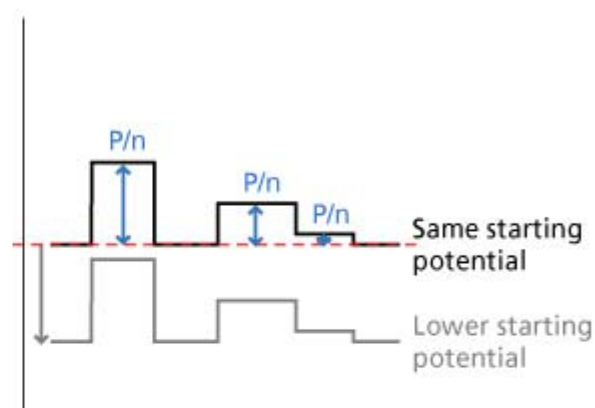 P/n
P/n
P/n
Same starting
potential
Lower starting
potential